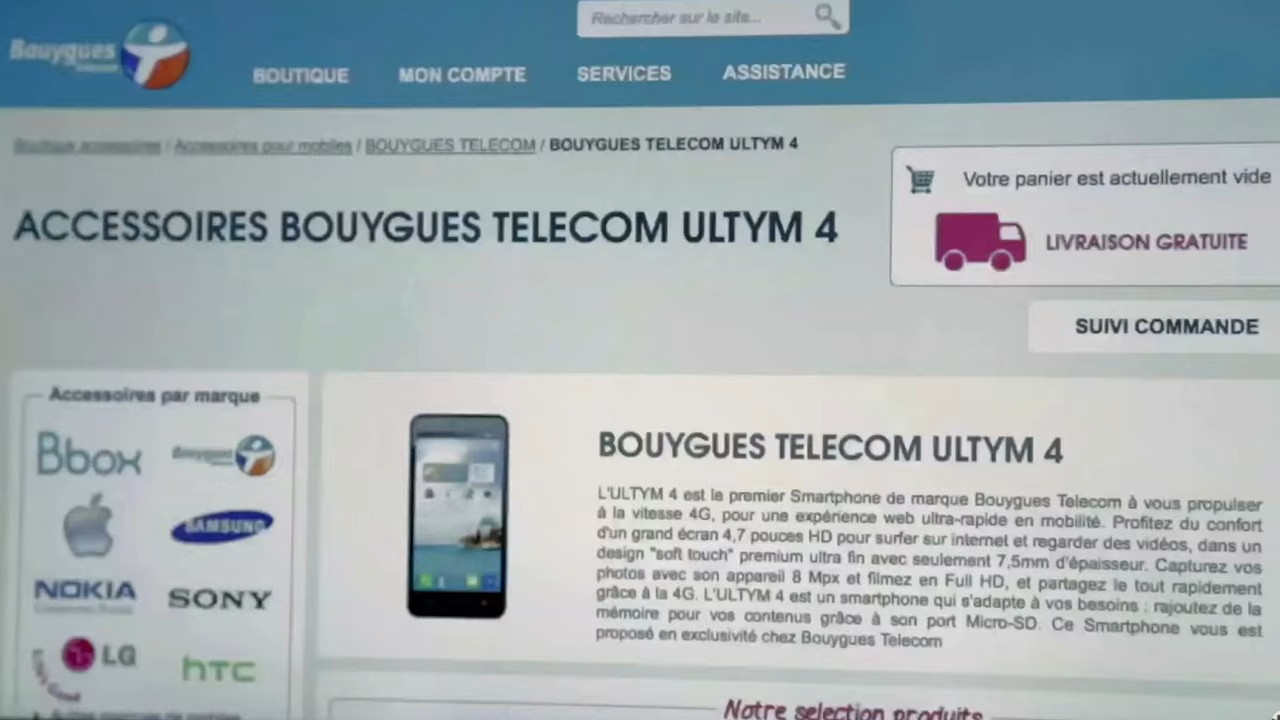 Rechercher sur le site...
Bouygues
BOUTIQUE MON COMPTE SERVICES ASSISTANCE
Boutique accessoires / Accessoires pour mobiles / BOUYGUES TELECOM / BOUYGUES TELECOM ULTYM 4
Votre panier est actuellement vide
ACCESSOIRES BOUYGUES TELECOM ULTYM 4
LIVRAISON GRATUITE
SUIVI COMMANDE
Accessoires par marque
Bbox Bouygues
SAMSUNG
NOKIA SONY
LG hTC
BOUYGUES TELECOM ULTYM 4
L'ULTYM 4 est le premier Smartphone de marque Bouygues Telecom à vous propulser
à la vitesse 4G, pour une expérience web ultra-rapide en mobilité. Profitez du confort
d'un grand écran 4,7 pouces HD pour surfer sur internet et regarder des vidéos, dans un
design "soft touch" premium ultra fin avec seulement 7,5mm d'épaisseur. Capturez vos
photos avec son appareil 8 Mpx et filmez en Full HD, et partagez le tout rapidement
grâce à la 4G. L'ULTYM 4 est un smartphone qui s'adapte à vos besoins : rajoutez de la
mémoire pour vos contenus grâce à son port Micro-SD. Ce Smartphone vous est
proposé en exclusivité chez Bouygues Telecom
Notre selection produits